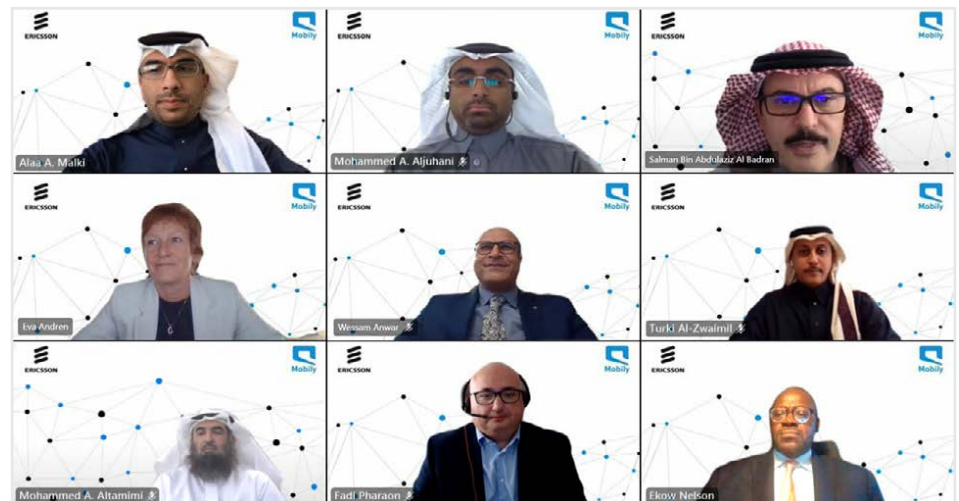 ERICSSON
Mobily
Alaa A. Malki
ERICSSON
Mobily
Mohammed A. Aljuhani
ERICSSON
Mobily
Salman Bin Abdulaziz Al Badran
ERICSSON
Mobily
Eva Andren
ERICSSON
Mobily
Wessam Anwar
ERICSSON
Mobily
Turki Al-Zwaimil
ERICSSON
Mobily
Mohammed A. Altamimi
ERICSSON
Mobily
Fadi Pharaon
ERICSSON
Mobily
Ekow Nelson